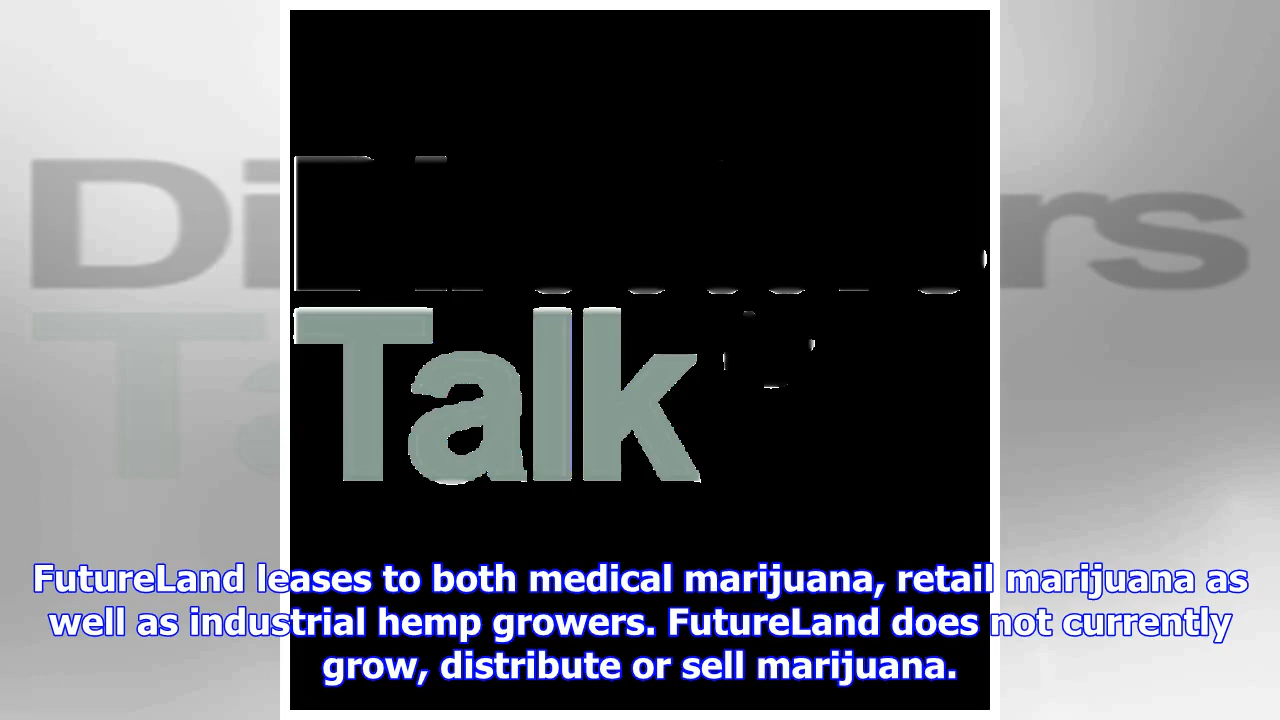 Talk
FutureLand leases to both medical marijuana, retail marijuana as
well as industrial hemp growers. FutureLand does not currently
grow, distribute or sell marijuana.